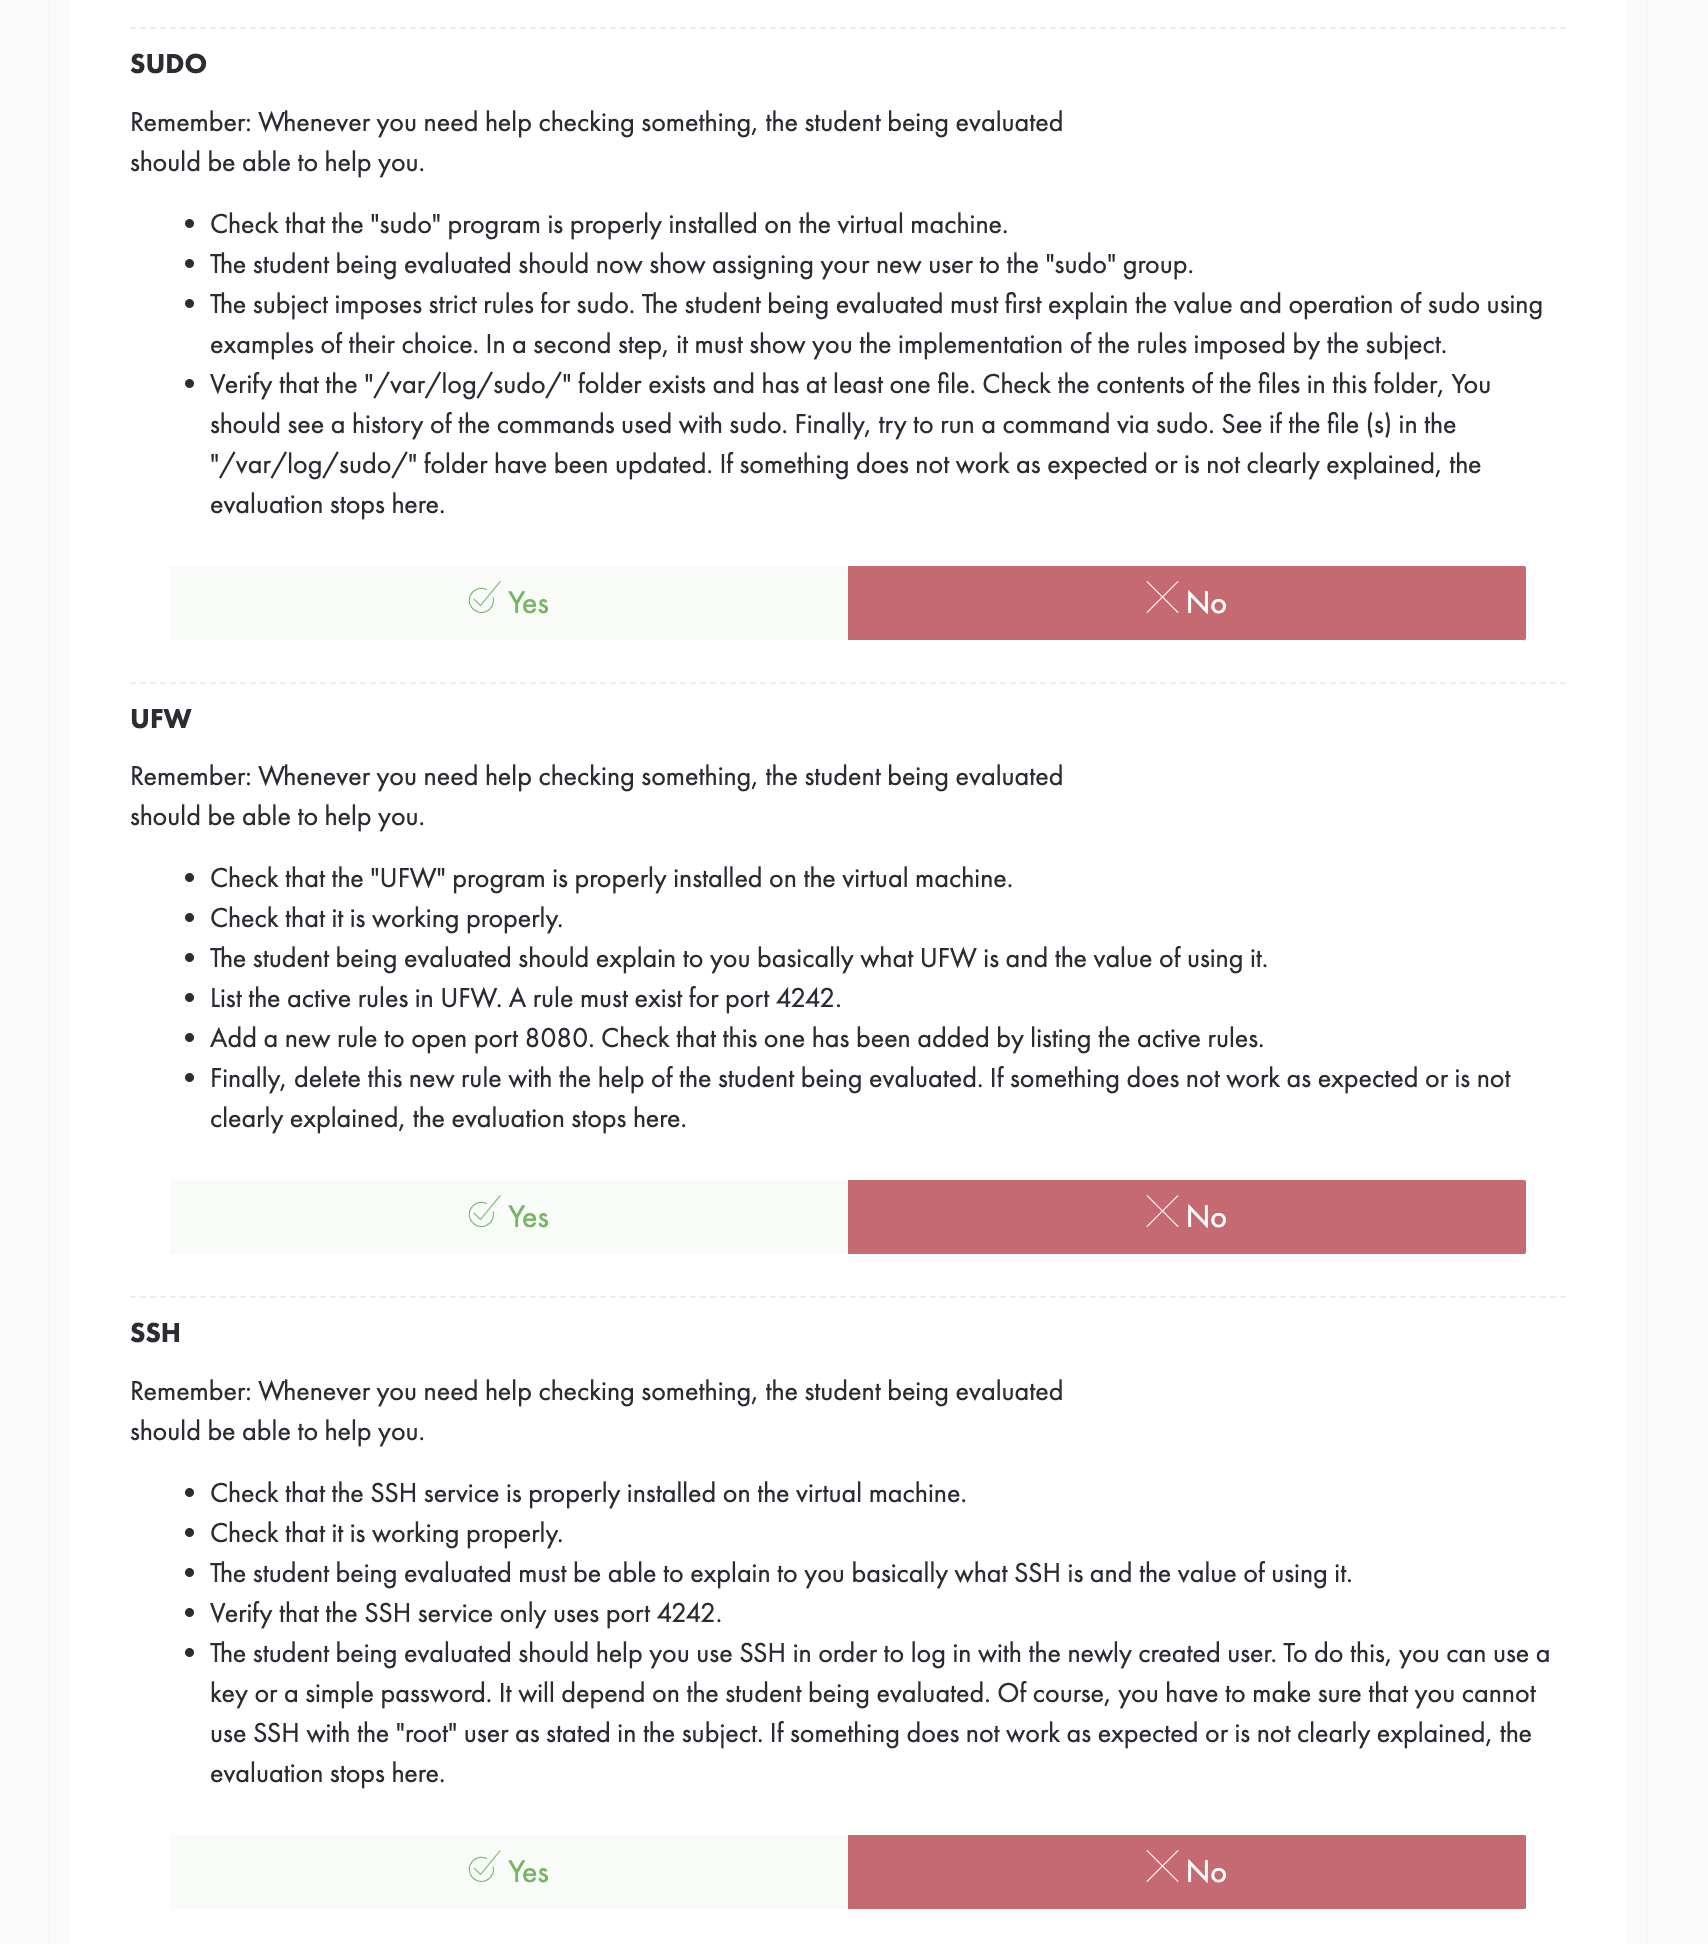 SUDO
Remember: Whenever you need help checking something, the student being evaluated
should be able to help you.
• Check that the "sudo" program is properly installed on the virtual machine.
• The student being evaluated should now show assigning your new user to the "sudo" group.
• The subject imposes strict rules for sudo. The student being evaluated must first explain the value and operation of sudo using
examples of their choice. In a second step, it must show you the implementation of the rules imposed by the subject.
• Verify that the "/var/log/sudo/" folder exists and has at least one file. Check the contents of the files in this folder, You
should see a history of the commands used with sudo. Finally, try to run a command via sudo. See if the file (s) in the
"/var/log/sudo/" folder have been updated. If something does not work as expected or is not clearly explained, the
evaluation stops here.
Yes
No
UFW
Remember: Whenever you need help checking something, the student being evaluated
should be able to help you.
• Check that the "UFW" program is properly installed on the virtual machine.
• Check that it is working properly.
• The student being evaluated should explain to you basically what UFW is and the value of using it.
• List the active rules in UFW. A rule must exist for port 4242.
• Add a new rule to open port 8080. Check that this one has been added by listing the active rules.
• Finally, delete this new rule with the help of the student being evaluated. If something does not work as expected or is not
clearly explained, the evaluation stops here.
Yes
No
SSH
Remember: Whenever you need help checking something, the student being evaluated
should be able to help you.
• Check that the SSH service is properly installed on the virtual machine.
• Check that it is working properly.
• The student being evaluated must be able to explain to you basically what SSH is and the value of using it.
• Verify that the SSH service only uses port 4242.
• The student being evaluated should help you use SSH in order to log in with the newly created user. To do this, you can use a
key or a simple password. It will depend on the student being evaluated. Of course, you have to make sure that you cannot
use SSH with the "root" user as stated in the subject. If something does not work as expected or is not clearly explained, the
evaluation stops here.
Yes
No